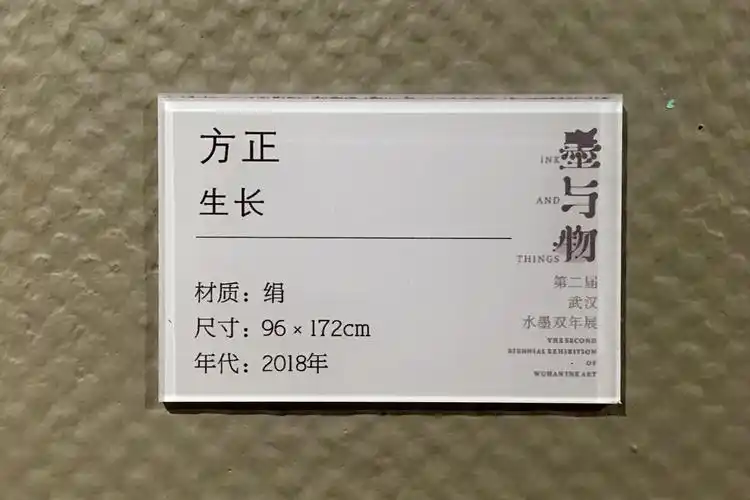 方正
生长
材质：绢
尺寸：96 × 172cm
年代：2018年
INK
墨
AND
与
THINGS
物
第二届
武汉
水墨双年展
THE SECOND
BIENNIAL EXHIBITION
OF
WUHAN INK ART